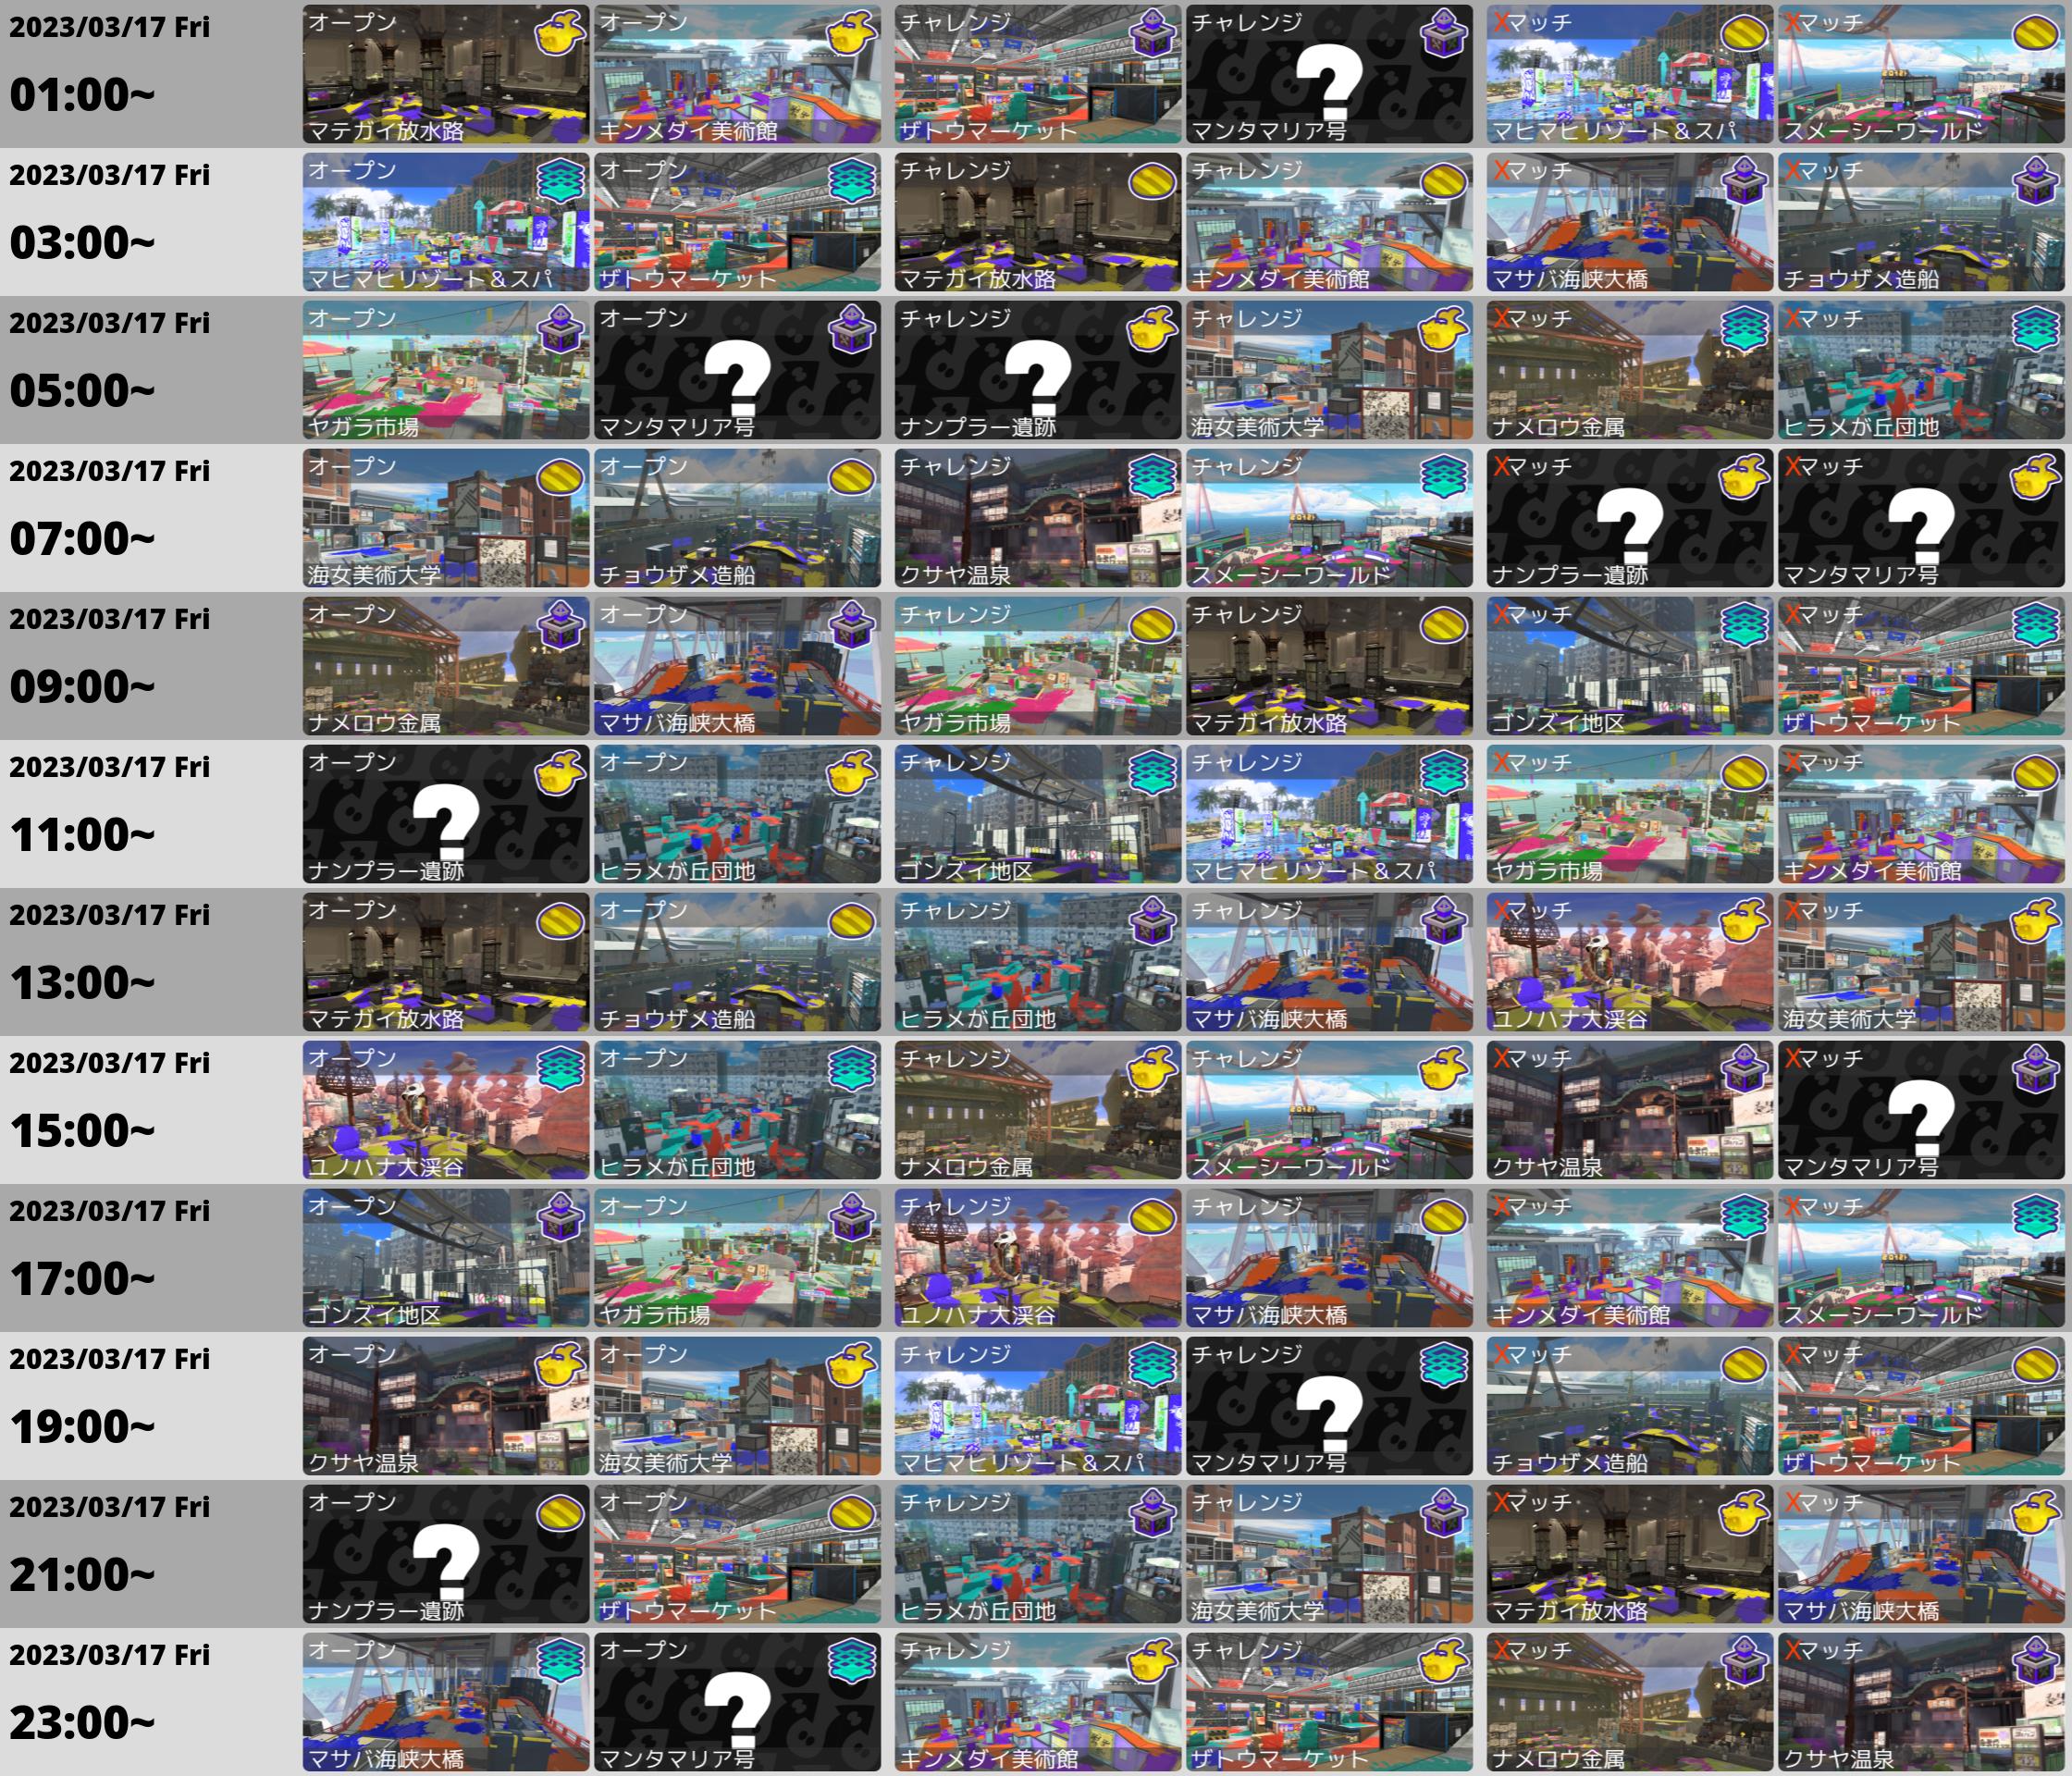 2023/03/17 Fri
01:00~
オープン オープン チャレンジ チャレンジ Xマッチ Xマッチ
マテガイ放水路 キンメダイ美術館 ザトウマーケット マンタマリア号 マヒマヒリゾート&スパ スメーシーワールド
2023/03/17 Fri
03:00~
オープン オープン チャレンジ チャレンジ Xマッチ Xマッチ
マヒマヒリゾート&スパ ザトウマーケット マテガイ放水路 キンメダイ美術館 マサバ海峡大橋 チョウザメ造船
2023/03/17 Fri
05:00~
オープン オープン チャレンジ チャレンジ Xマッチ Xマッチ
ヤガラ市場 マンタマリア号 ナンプラー遺跡 海女美術大学 ナメロウ金属 ヒラメが丘団地
2023/03/17 Fri
07:00~
オープン オープン チャレンジ チャレンジ Xマッチ Xマッチ
海女美術大学 チョウザメ造船 クサヤ温泉 スメーシーワールド ナンプラー遺跡 マンタマリア号
2023/03/17 Fri
09:00~
オープン オープン チャレンジ チャレンジ Xマッチ Xマッチ
ナメロウ金属 マサバ海峡大橋 ヤガラ市場 マテガイ放水路 ゴンズイ地区 ザトウマーケット
2023/03/17 Fri
11:00~
オープン オープン チャレンジ チャレンジ Xマッチ Xマッチ
ナンプラー遺跡 ヒラメが丘団地 ゴンズイ地区 マヒマヒリゾート&スパ ヤガラ市場 キンメダイ美術館
2023/03/17 Fri
13:00~
オープン オープン チャレンジ チャレンジ Xマッチ Xマッチ
マテガイ放水路 チョウザメ造船 ヒラメが丘団地 マサバ海峡大橋 ユノハナ大渓谷 海女美術大学
2023/03/17 Fri
15:00~
オープン オープン チャレンジ チャレンジ Xマッチ Xマッチ
ユノハナ大渓谷 ヒラメが丘団地 ナメロウ金属 スメーシーワールド クサヤ温泉 マンタマリア号
2023/03/17 Fri
17:00~
オープン オープン チャレンジ チャレンジ Xマッチ Xマッチ
ゴンズイ地区 ヤガラ市場 ユノハナ大渓谷 マサバ海峡大橋 キンメダイ美術館 スメーシーワールド
2023/03/17 Fri
19:00~
オープン オープン チャレンジ チャレンジ Xマッチ Xマッチ
クサヤ温泉 海女美術大学 マヒマヒリゾート&スパ マンタマリア号 チョウザメ造船 ザトウマーケット
2023/03/17 Fri
21:00~
オープン オープン チャレンジ チャレンジ Xマッチ Xマッチ
ナンプラー遺跡 ザトウマーケット ヒラメが丘団地 海女美術大学 マテガイ放水路 マサバ海峡大橋
2023/03/17 Fri
23:00~
オープン オープン チャレンジ チャレンジ Xマッチ Xマッチ
マサバ海峡大橋 マンタマリア号 キンメダイ美術館 ザトウマーケット ナメロウ金属 クサヤ温泉